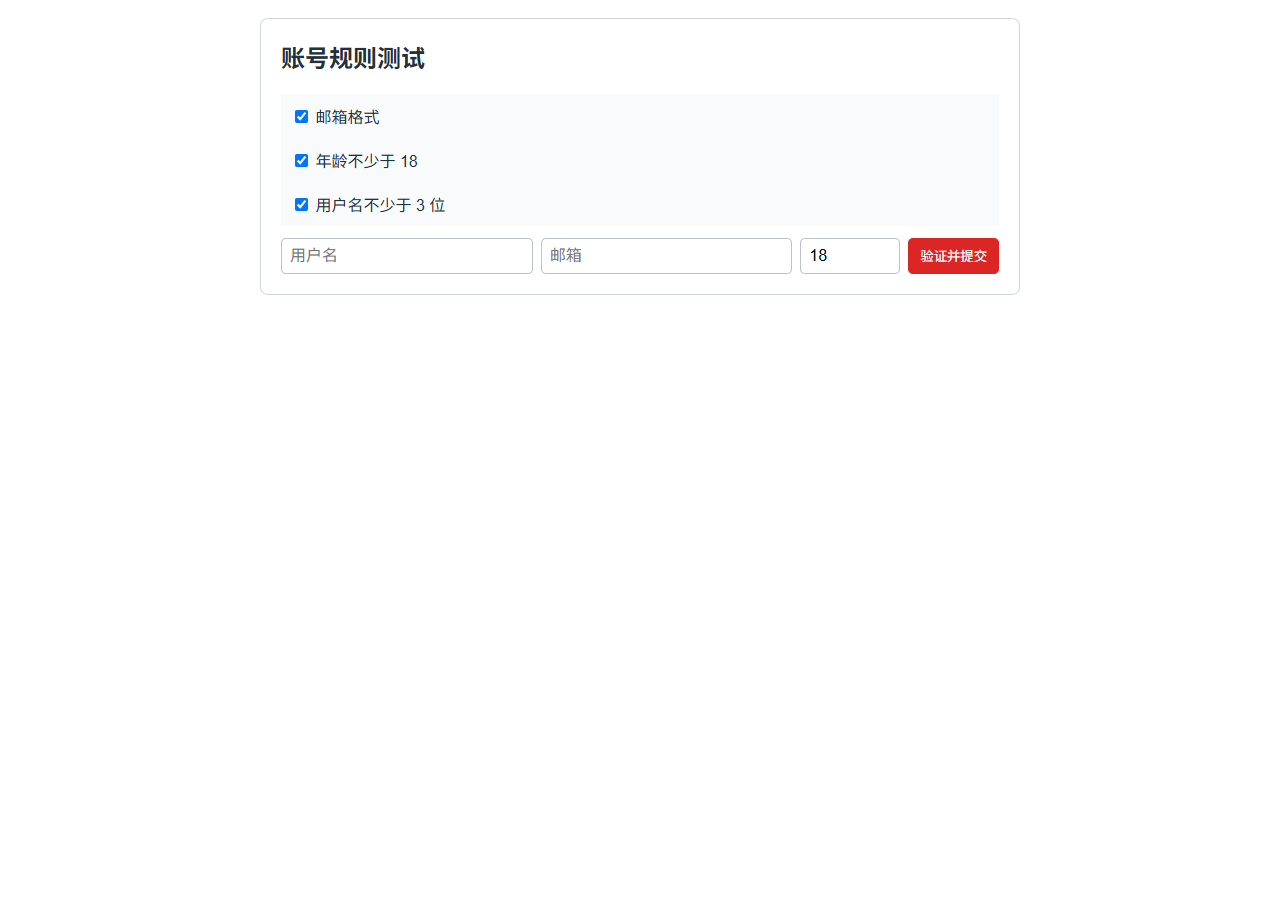 账号规则测试
邮箱格式
年龄不少于 18
用户名不少于 3 位
用户名 邮箱 18 验证并提交